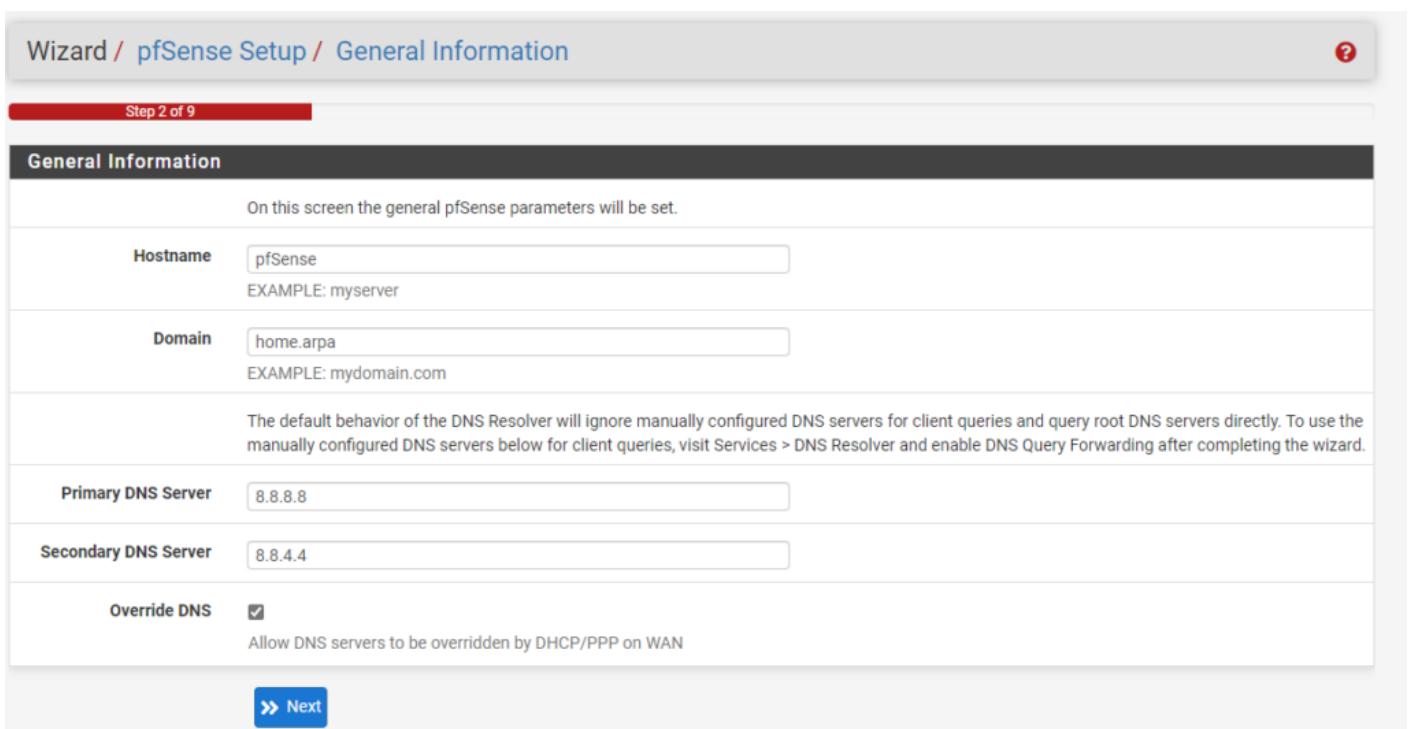 Wizard / pfSense Setup / General Information
Step 2 of 9
General Information
On this screen the general pfSense parameters will be set.
Hostname
pfSense
EXAMPLE: myserver
Domain
home.arpa
EXAMPLE: mydomain.com
The default behavior of the DNS Resolver will ignore manually configured DNS servers for client queries and query root DNS servers directly. To use the
manually configured DNS servers below for client queries, visit Services > DNS Resolver and enable DNS Query Forwarding after completing the wizard.
Primary DNS Server
8.8.8.8
Secondary DNS Server
8.8.4.4
Override DNS
Allow DNS servers to be overridden by DHCP/PPP on WAN
Next